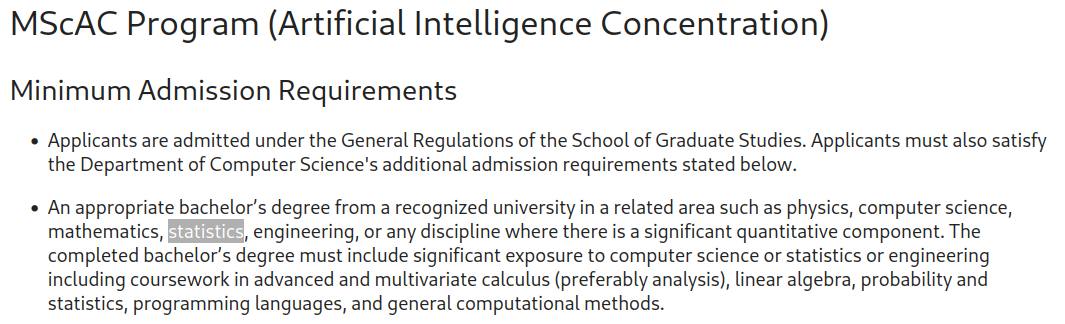 MScAC Program (Artificial Intelligence Concentration)
Minimum Admission Requirements
• Applicants are admitted under the General Regulations of the School of Graduate Studies. Applicants must also satisfy
the Department of Computer Science's additional admission requirements stated below.
• An appropriate bachelor’s degree from a recognized university in a related area such as physics, computer science,
mathematics, statistics, engineering, or any discipline where there is a significant quantitative component. The
completed bachelor’s degree must include significant exposure to computer science or statistics or engineering
including coursework in advanced and multivariate calculus (preferably analysis), linear algebra, probability and
statistics, programming languages, and general computational methods.